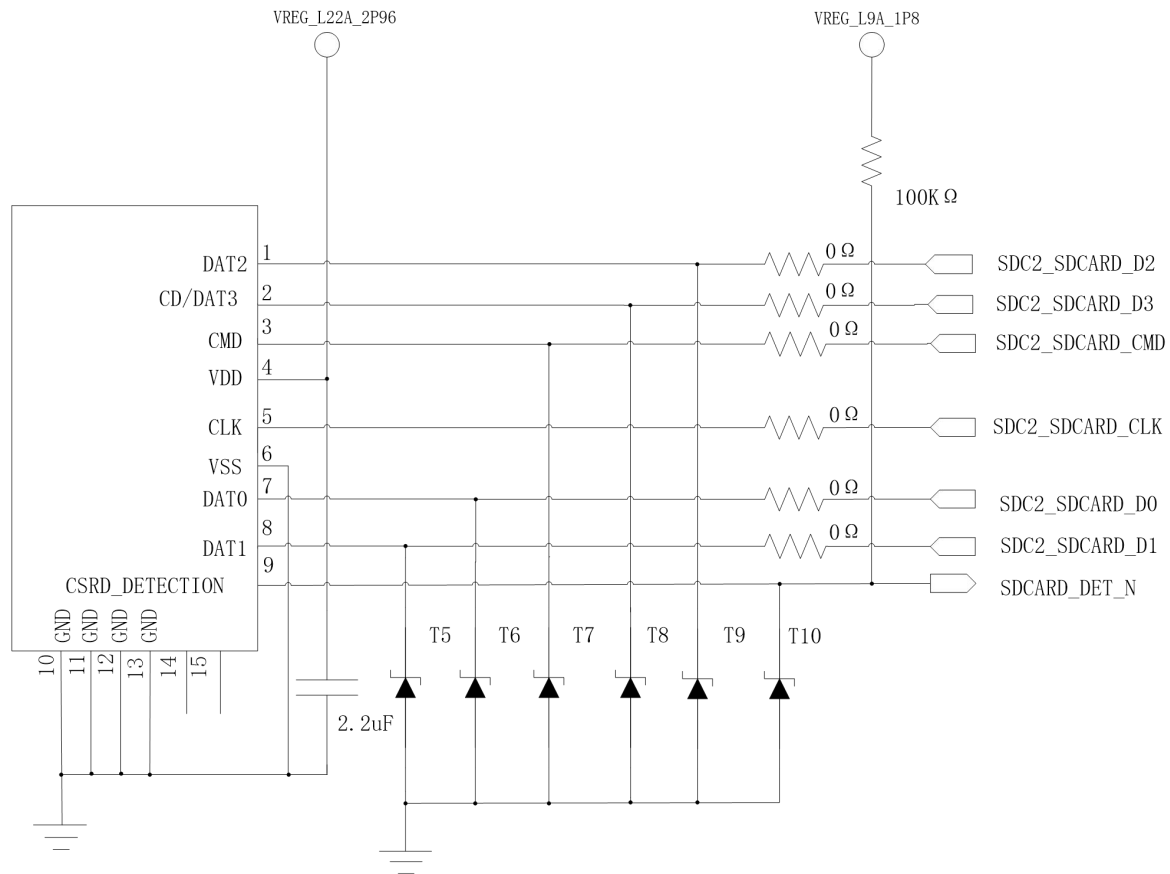 VREG_L22A_2P96
VREG_L9A_1P8
100KΩ
DAT2 1 0Ω SDC2_SDCARD_D2
CD/DAT3 2 0Ω SDC2_SDCARD_D3
CMD 3 0Ω SDC2_SDCARD_CMD
VDD 4
CLK 5 0Ω SDC2_SDCARD_CLK
VSS 6
DAT0 7 0Ω SDC2_SDCARD_D0
DAT1 8 0Ω SDC2_SDCARD_D1
CSRD_DETECTION 9 SDCARD_DET_N
GND GND GND GND
10 11 12 13 14 15
T5 T6 T7 T8 T9 T10
2.2uF